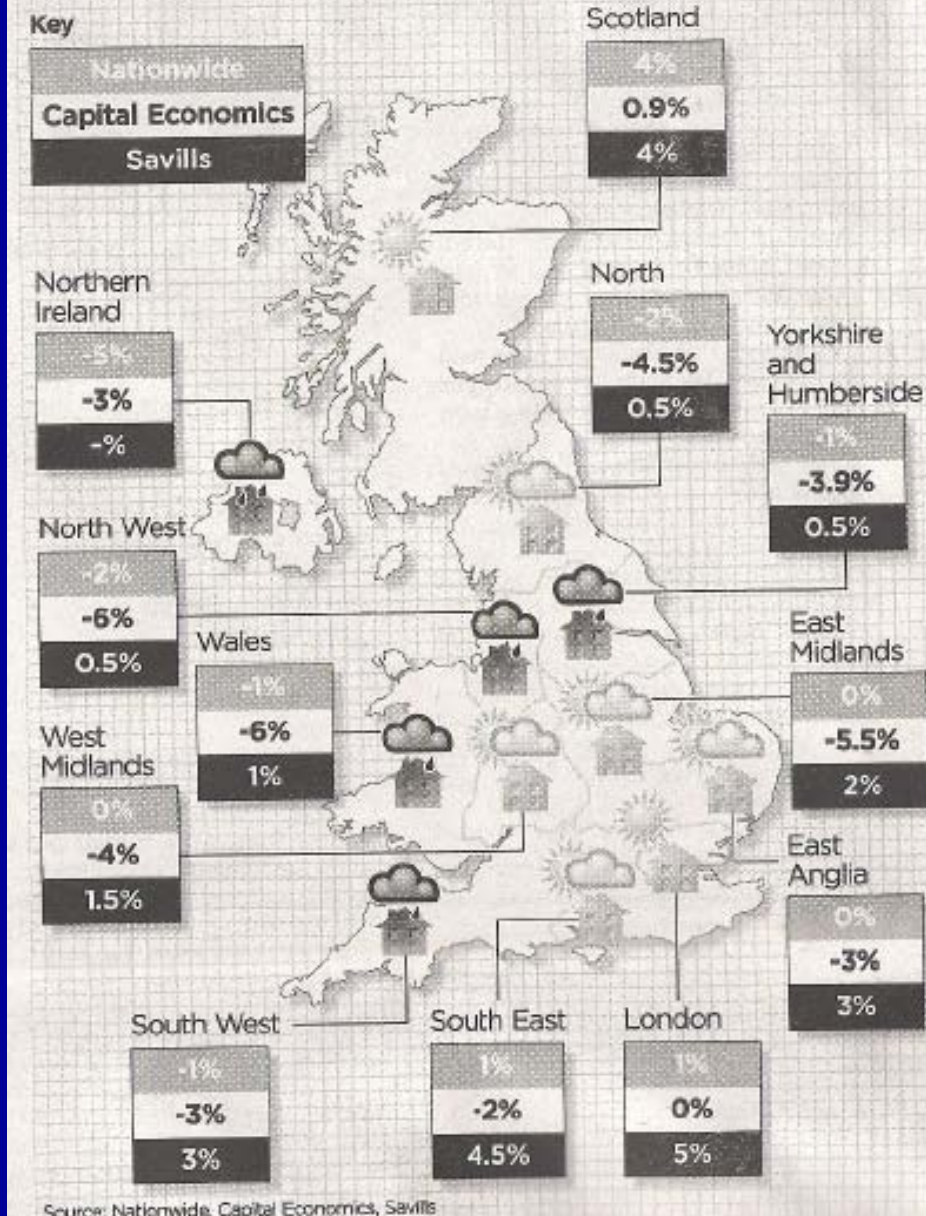 Key
Nationwide
Capital Economics
Savills
Scotland
4%
0.9%
4%
Northern
Ireland
-5%
-3%
-%
North
-2%
-4.5%
0.5%
Yorkshire
and
Humberside
-1%
-3.9%
0.5%
North West
-2%
-6%
0.5%
Wales
-1%
-6%
1%
East
Midlands
0%
-5.5%
2%
West
Midlands
0%
-4%
1.5%
East
Anglia
0%
-3%
3%
South West
-1%
-3%
3%
South East
1%
-2%
4.5%
London
1%
0%
5%
Source: Nationwide, Capital Economics, Savills